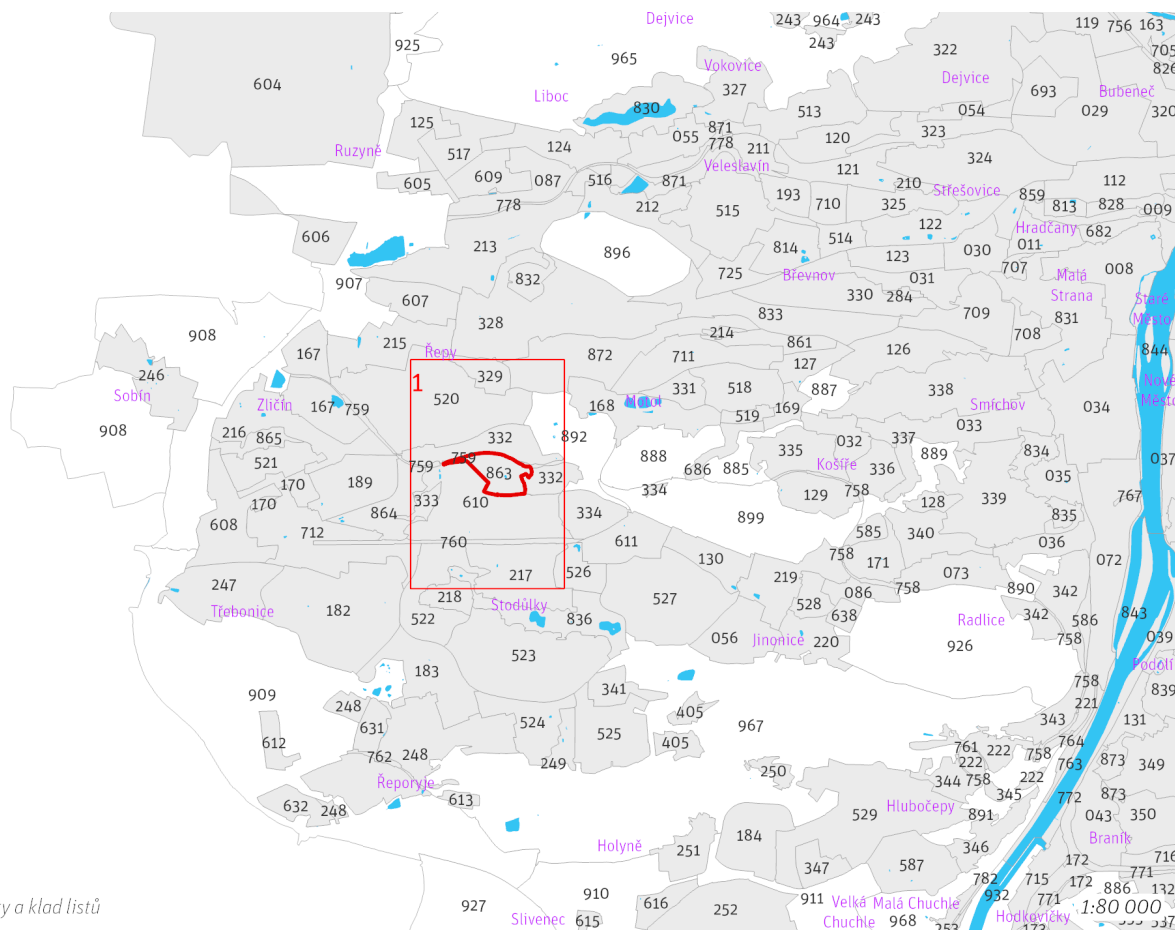 Dejvice 243 964 243 119 756 163
925 965 243 322 705
604 Vokovice Dejvice 826
Liboc 327 693 Bubeneč
830 513 054 029 320
125 055 871 120 323
Ruzyně 517 124 778 211 324
Veleslavín 121
605 609 087 516 871 210 Střešovice 112
778 212 193 710 325 859 813 828 009
515 122 Hradčany
606 213 896 814 514 030 011 682
123
907 832 725 Břevnov 031 707 Malá 008
607 330 284 Strana Staré
328 833 709 831 Město
908 215 214 861 708
167 Řepy 872 711 127 126 844
246 329 Nové
Sobín 1 331 518 887 338 Město
Zličín 167 759 520 168 Motol 519 169 Smíchov 034
908 033
216 865 332 892 032 337
521 759 888 335 889 834 037
759 863 686 885 Košíře 336 035
170 189 332 334
170 333 610 129 758 128 339 767
608 864 334 899 835
712 585 340
760 611 036
130 758 171 072
217 526 219 073
247 218 086 758 890 342
Třebonice 182 Stodůlky 527 528
522 836 638 Radlice 342 586 843
056 Jinonice 220 926 758 039
523 Podolí
183 758
909 341 221 839
248 405 967 343 131
631 524 525 764
612 405 761 222 758 763 873 349
762 248 249 222
Řeporyje 250 344 758 222
345 772 873
632 248 613 529 Hlubočepy 891 043 350
184 Braník
Holyně 251 346 172 716
347 587 771
782 715 172 886 132
910 616 911 Velká Malá Chuchle 932 771
y a klad listů 927 252 1:80 000
Slivenec 615 Chuchle 968 Hodkovičky